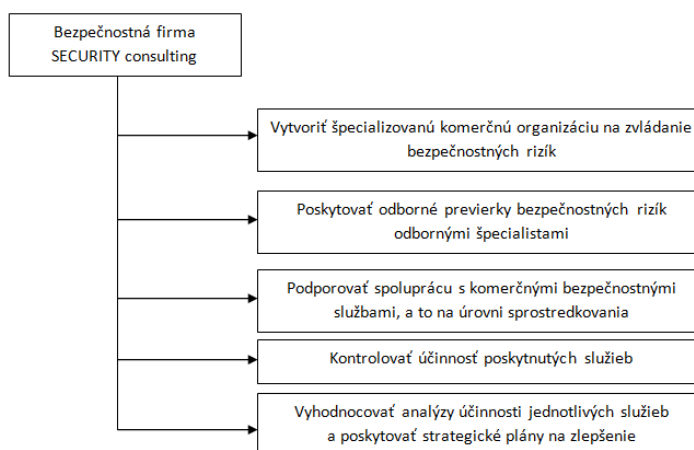 Bezpečnostná firma
SECURITY consulting
Vytvoriť špecializovanú komerčnú organizáciu na zvládanie
bezpečnostných rizík
Poskytovať odborné previerky bezpečnostných rizík
odbornými špecialistami
Podporovať spoluprácu s komerčnými bezpečnostnými
službami, a to na úrovni sprostredkovania
Kontrolovať účinnosť poskytnutých služieb
Vyhodnocovať analýzy účinnosti jednotlivých služieb
a poskytovať strategické plány na zlepšenie